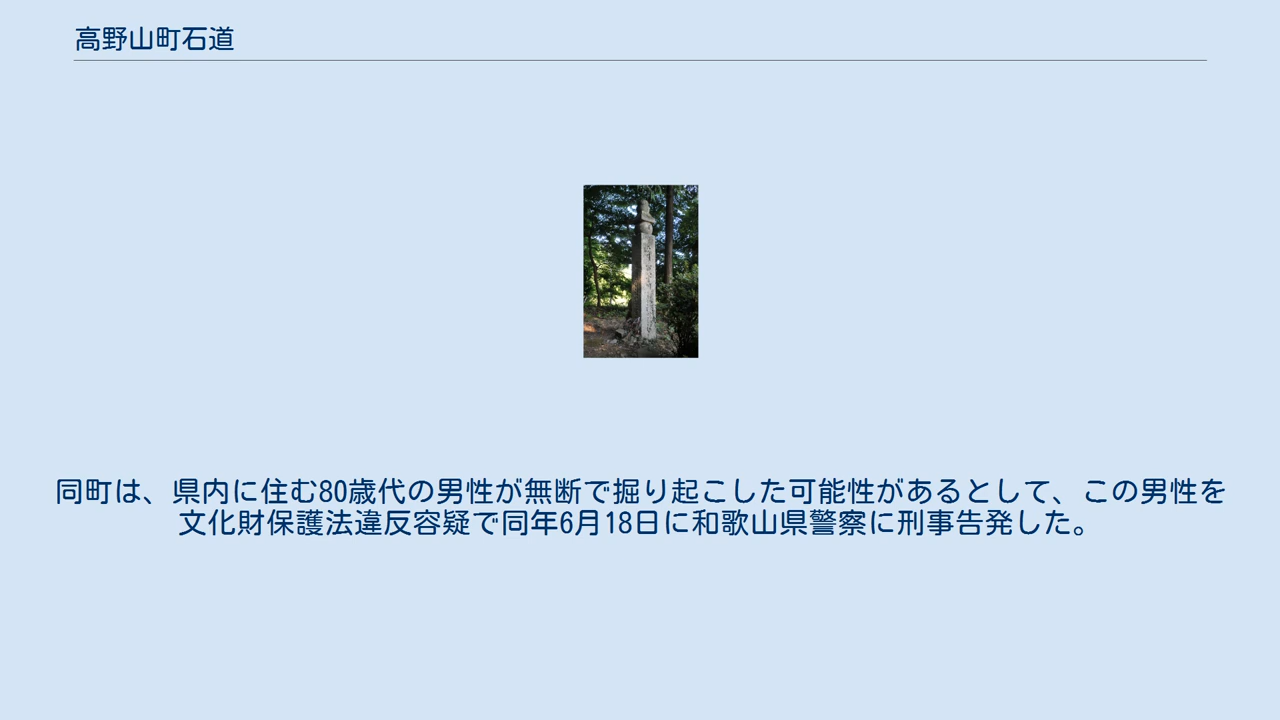 高野山町石道
同町は、県内に住む80歳代の男性が無断で掘り起こした可能性があるとして、この男性を
文化財保護法違反容疑で同年6月18日に和歌山県警察に刑事告発した。